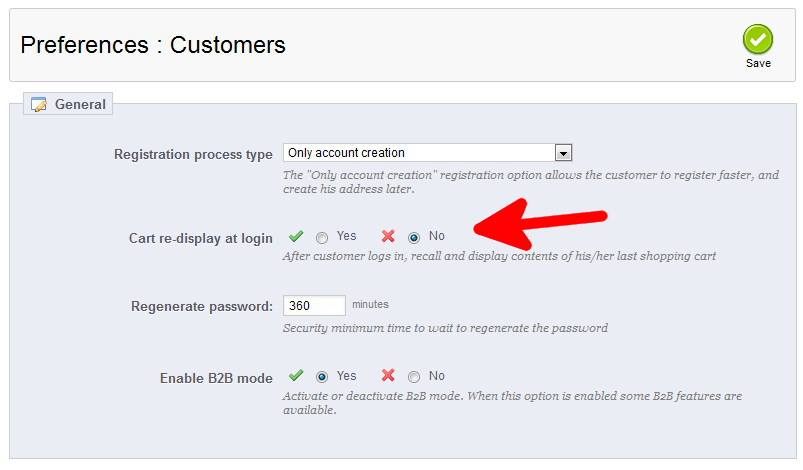 Preferences : Customers
Save
General
Registration process type
Only account creation
The "Only account creation" registration option allows the customer to register faster, and
create his address later.
Cart re-display at login
Yes
No
After customer logs in, recall and display contents of his/her last shopping cart
Regenerate password:
360
minutes
Security minimum time to wait to regenerate the password
Enable B2B mode
Yes
No
Activate or deactivate B2B mode. When this option is enabled some B2B features are
available.